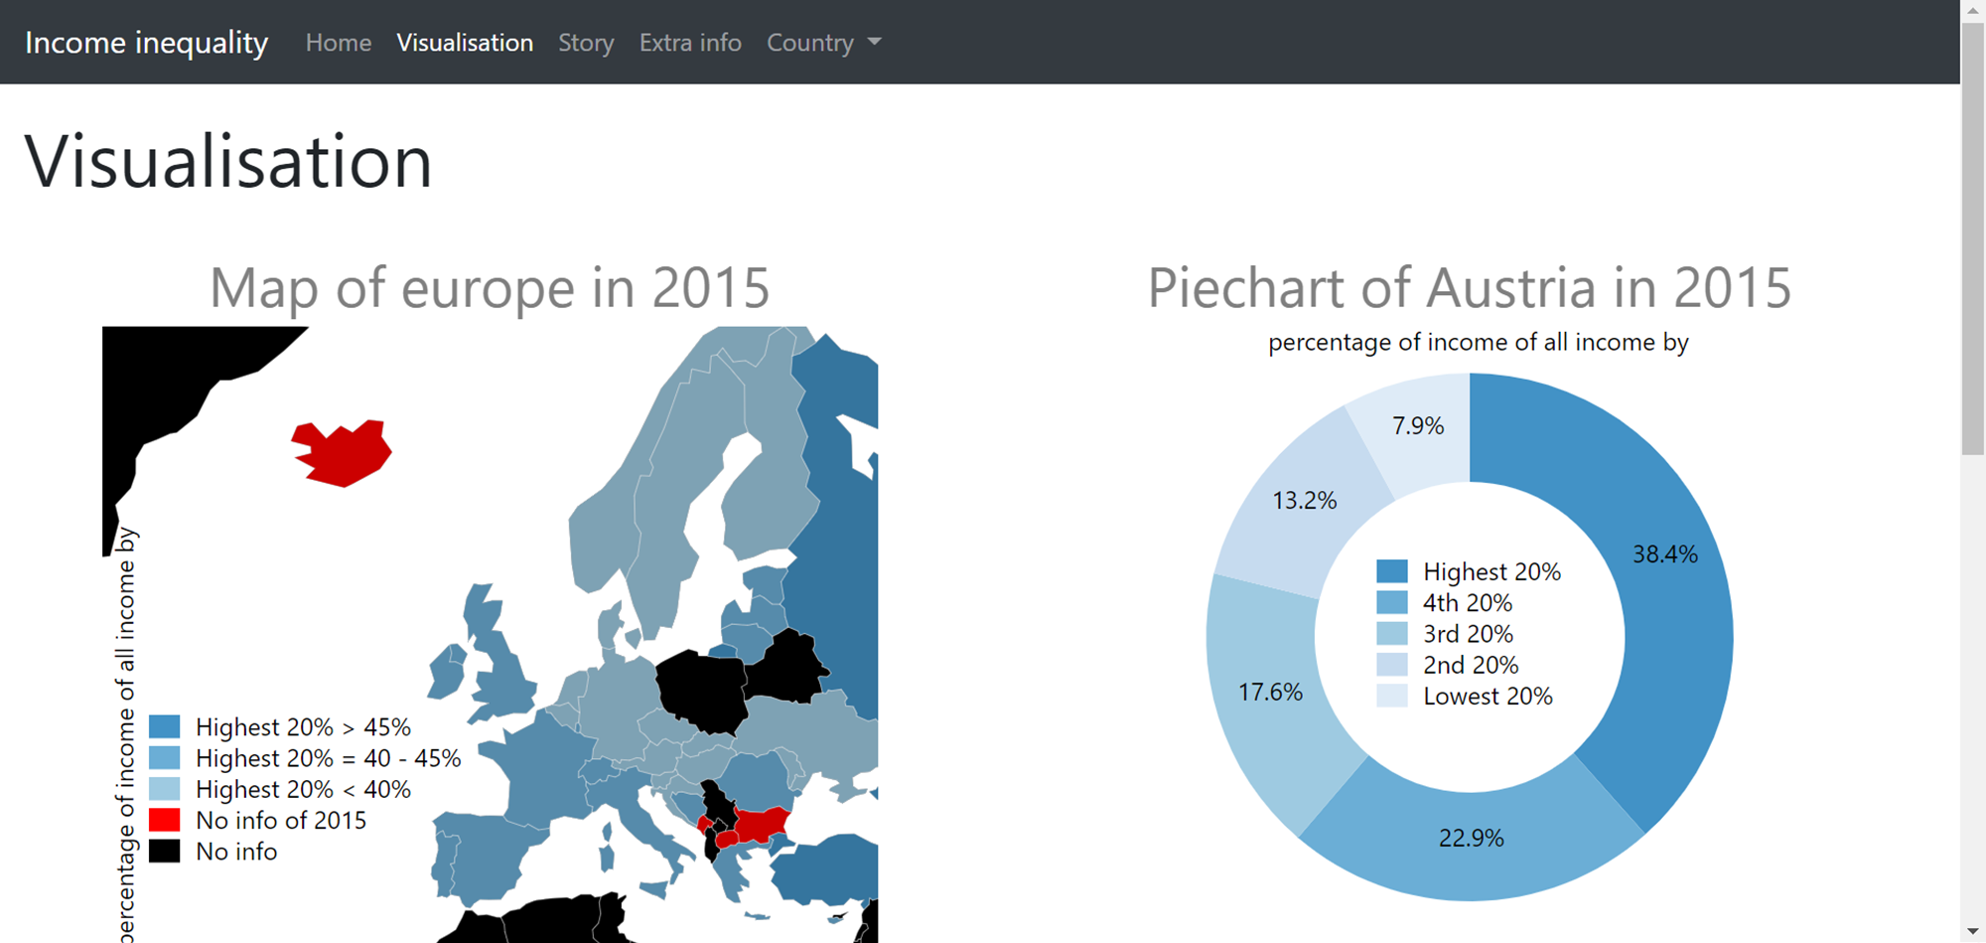 Income inequality Home Visualisation Story Extra info Country
Visualisation
Map of europe in 2015
percentage of income of all income by
Highest 20% > 45%
Highest 20% = 40 - 45%
Highest 20% < 40%
No info of 2015
No info
Piechart of Austria in 2015
percentage of income of all income by
7.9%
13.2%
38.4%
17.6%
22.9%
Highest 20%
4th 20%
3rd 20%
2nd 20%
Lowest 20%